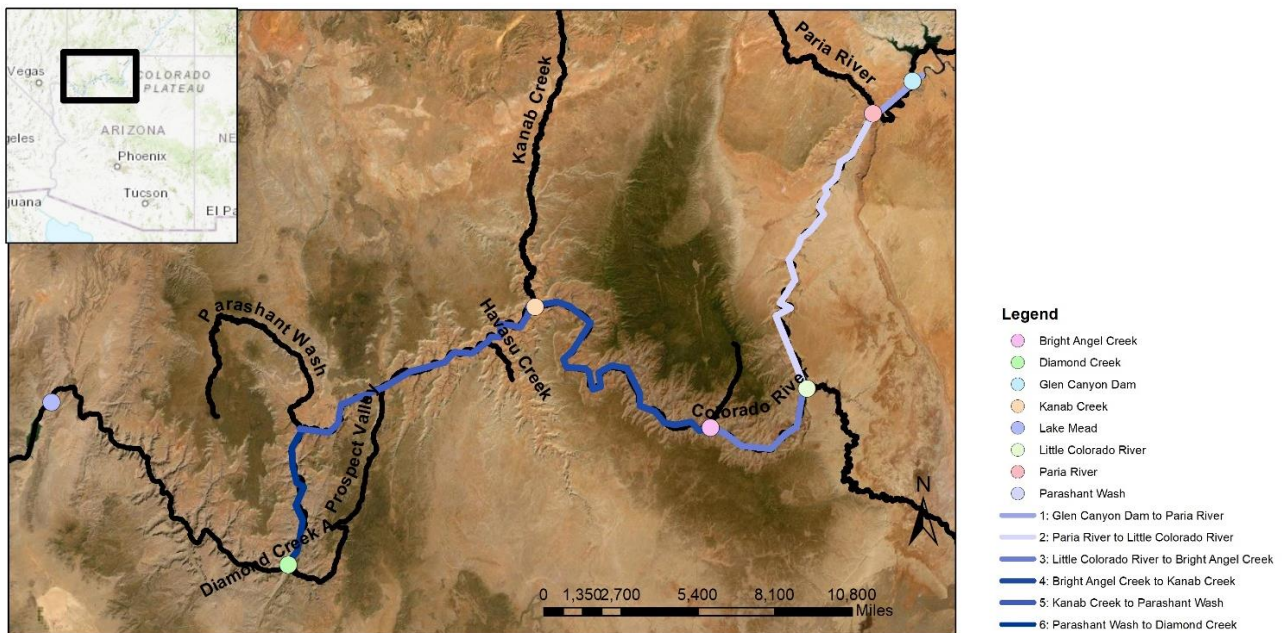 Vegas
COLORADO
PLATEAU
ARIZONA
geles
Phoenix
NE
Tucson
juana
El Pa
Paria River
Kanab Creek
Parashant Wash
Havasu Creek
Colorado River
Prospect Valley
Diamond Creek A
N
0 1,350 2,700 5,400 8,100 10,800
Miles
Legend
Bright Angel Creek
Diamond Creek
Glen Canyon Dam
Kanab Creek
Lake Mead
Little Colorado River
Paria River
Parashant Wash
1: Glen Canyon Dam to Paria River
2: Paria River to Little Colorado River
3: Little Colorado River to Bright Angel Creek
4: Bright Angel Creek to Kanab Creek
5: Kanab Creek to Parashant Wash
6: Parashant Wash to Diamond Creek